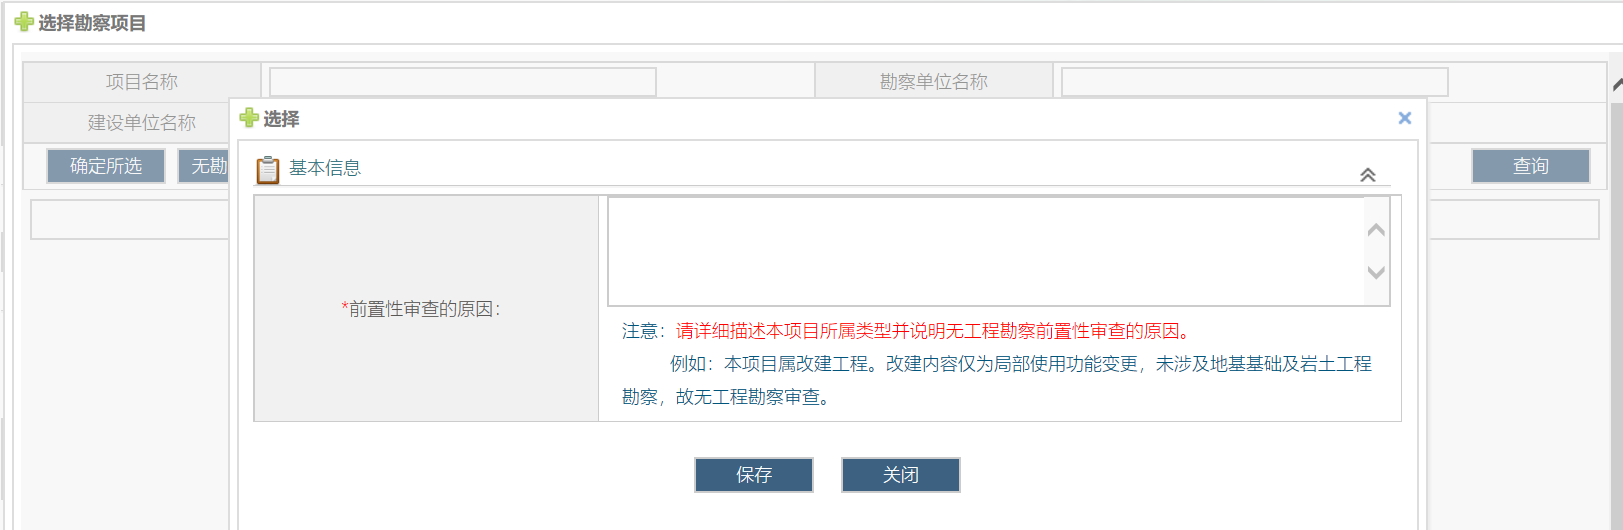 选择勘察项目
项目名称
勘察单位名称
建设单位名称
选择
确定所选
无勘
查询
基本信息
*前置性审查的原因：
注意：请详细描述本项目所属类型并说明无工程勘察前置性审查的原因。
例如：本项目属改建工程。改建内容仅为局部使用功能变更，未涉及地基基础及岩土工程
勘察，故无工程勘察审查。
保存
关闭